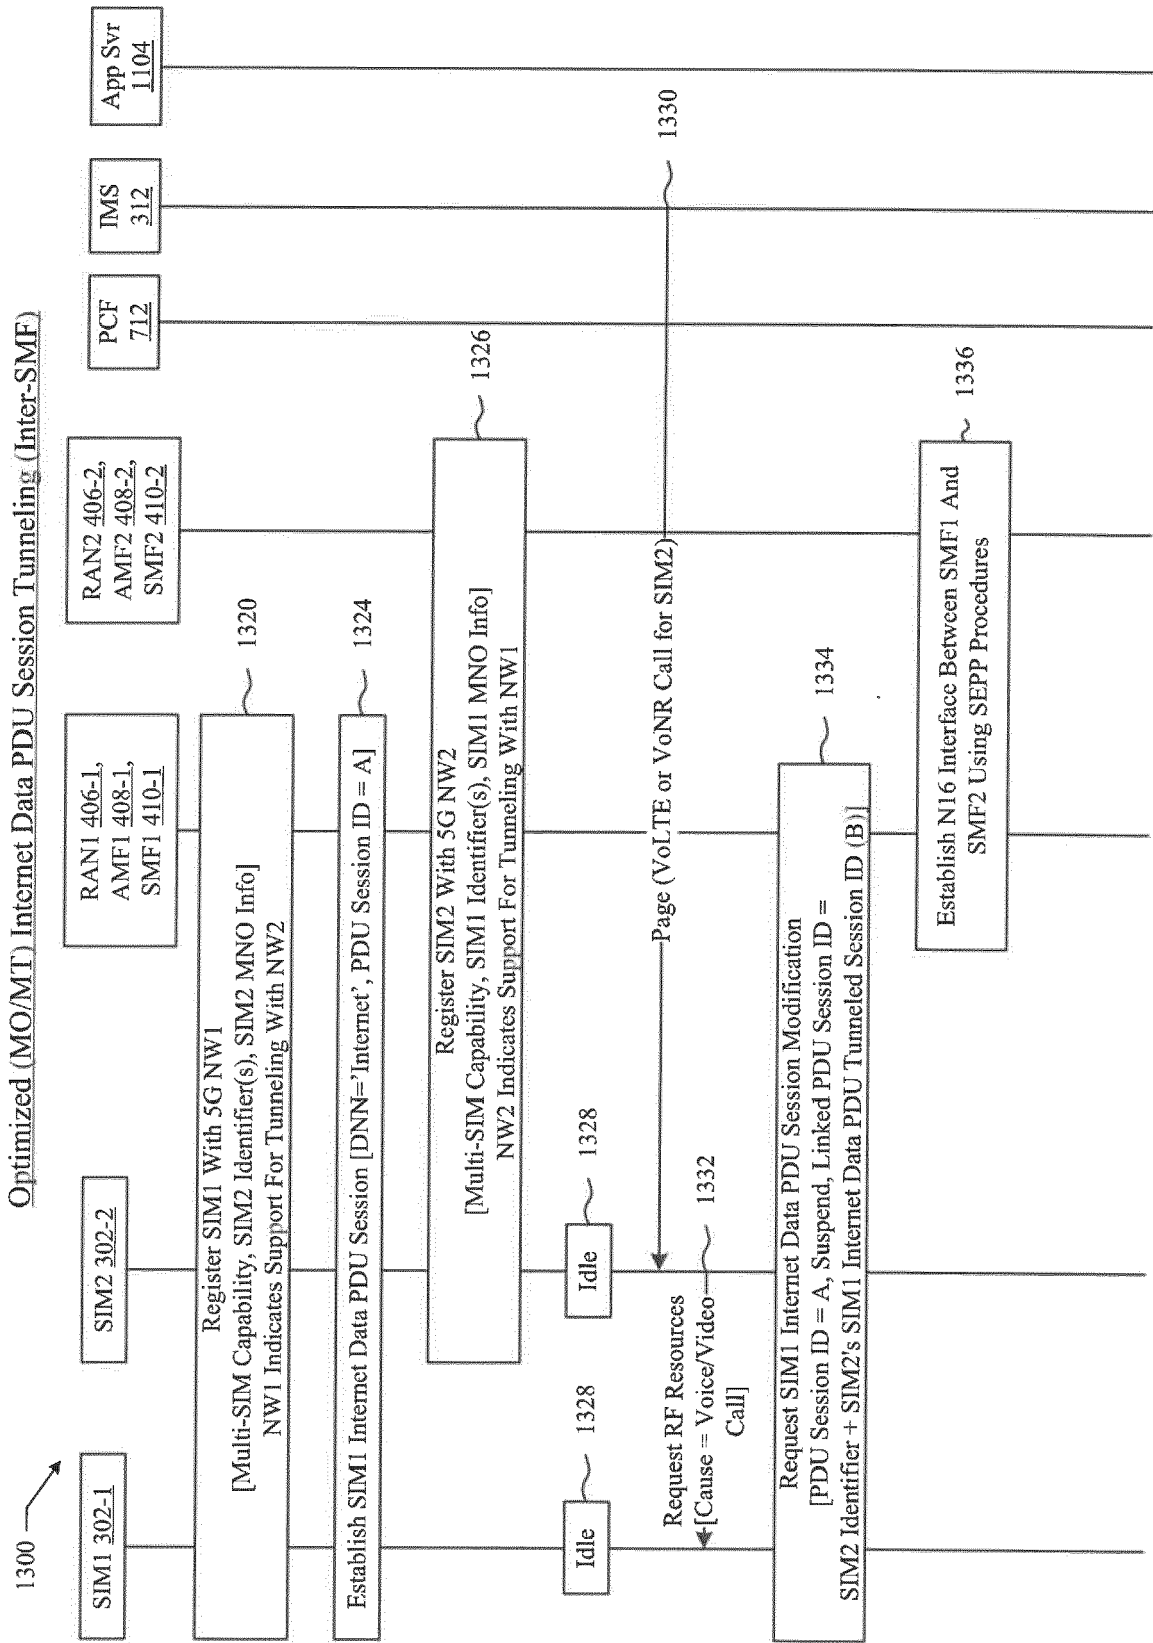 Optimized (MO/MT) Internet Data PDU Session Tunneling (Inter-SMF)
1300
SIM1 302-1
SIM2 302-2
RAN1 406-1,
AMF1 408-1,
SMF1 410-1
RAN2 406-2,
AMF2 408-2,
SMF2 410-2
PCF
712
IMS
312
App Svr
1104
Register SIM1 With 5G NW1
[Multi-SIM Capability, SIM2 Identifier(s), SIM2 MNO Info]
NW1 Indicates Support For Tunneling With NW2
1320
Establish SIM1 Internet Data PDU Session [DNN='Internet', PDU Session ID = A]
1324
Register SIM2 With 5G NW2
[Multi-SIM Capability, SIM1 Identifier(s), SIM1 MNO Info]
NW2 Indicates Support For Tunneling With NW1
1326
Idle
1328
Idle
1328
Page (VoLTE or VoNR Call for SIM2)
1330
Request RF Resources
[Cause = Voice/Video
Call]
1332
Request SIM1 Internet Data PDU Session Modification
[PDU Session ID = A, Suspend, Linked PDU Session ID =
SIM2 Identifier + SIM2's SIM1 Internet Data PDU Tunneled Session ID (B)]
1334
Establish N16 Interface Between SMF1 And
SMF2 Using SEPP Procedures
1336